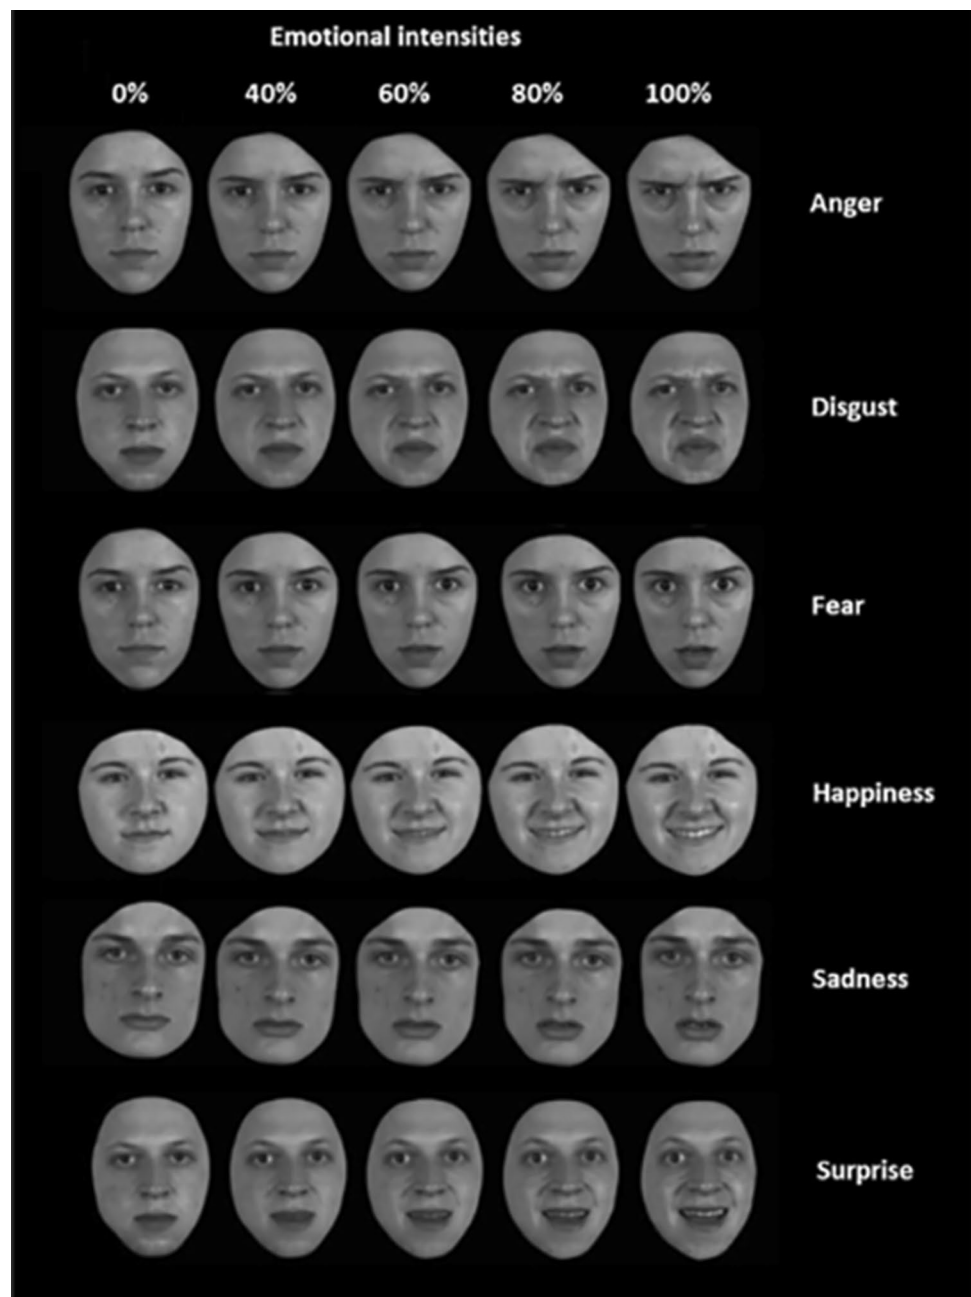 Emotional intensities
0% 40% 60% 80% 100%
Anger
Disgust
Fear
Happiness
Sadness
Surprise